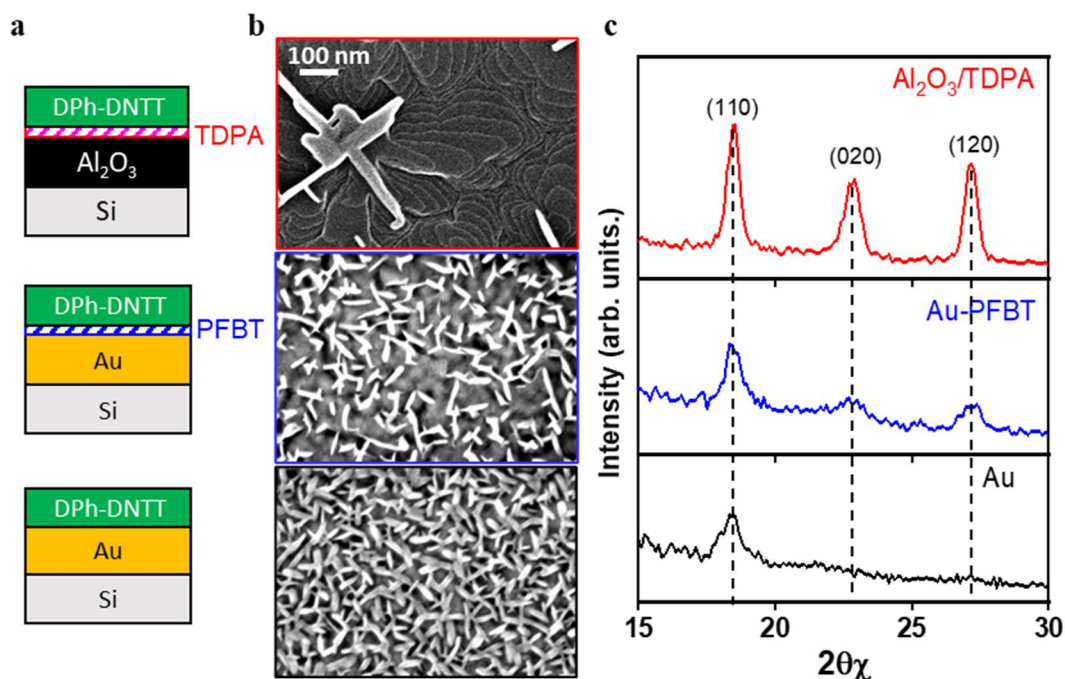 a
DPh-DNTT
TDPA
Al₂O₃
Si
DPh-DNTT
PFBT
Au
Si
DPh-DNTT
Au
Si
b
100 nm
c
Al₂O₃/TDPA
(110)
(020)
(120)
Au-PFBT
Au
Intensity (arb. units.)
15
20
25
30
2θχ